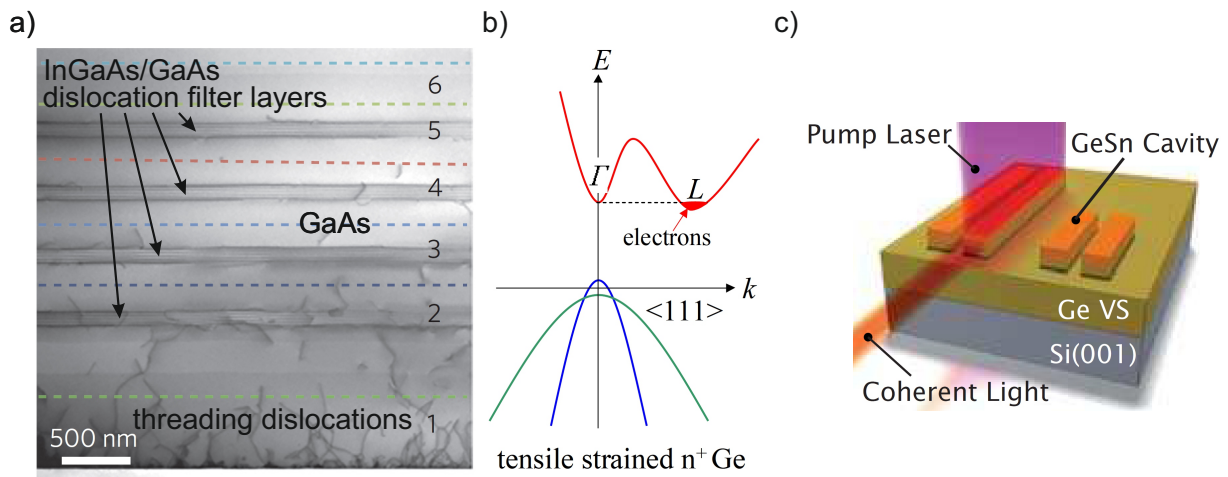 a)
InGaAs/GaAs
dislocation filter layers
6
5
4
GaAs
3
2
threading dislocations
1
500 nm
b)
E
Γ
L
electrons
k
<111>
tensile strained n⁺ Ge
c)
Pump Laser
GeSn Cavity
Ge VS
Si(001)
Coherent Light